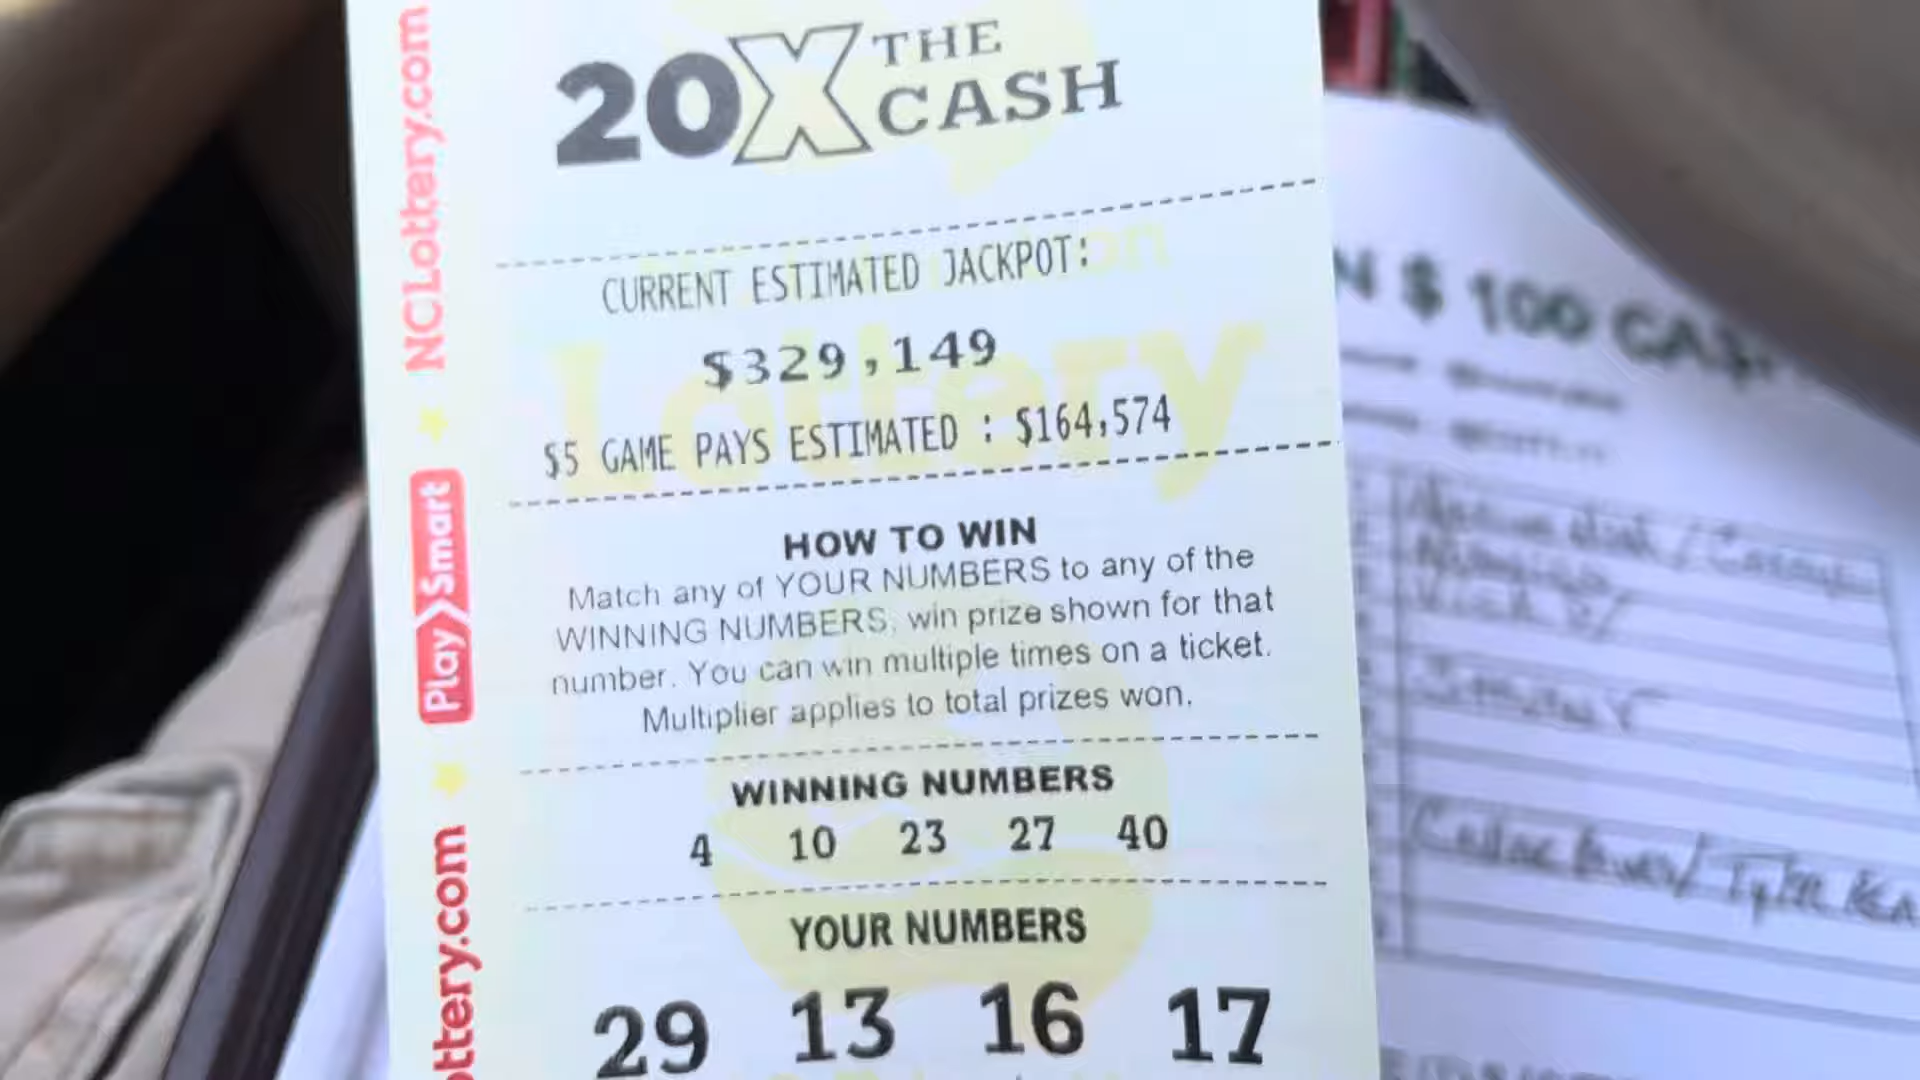 NCLottery.com
Play Smart
ottery.com
20X THE CASH
CURRENT ESTIMATED JACKPOT:
$329,149
$5 GAME PAYS ESTIMATED : $164,574
HOW TO WIN
Match any of YOUR NUMBERS to any of the
WINNING NUMBERS, win prize shown for that
number. You can win multiple times on a ticket.
Multiplier applies to total prizes won.
WINNING NUMBERS
4 10 23 27 40
YOUR NUMBERS
29 13 16 17
Lottery
N $ 100 CAS